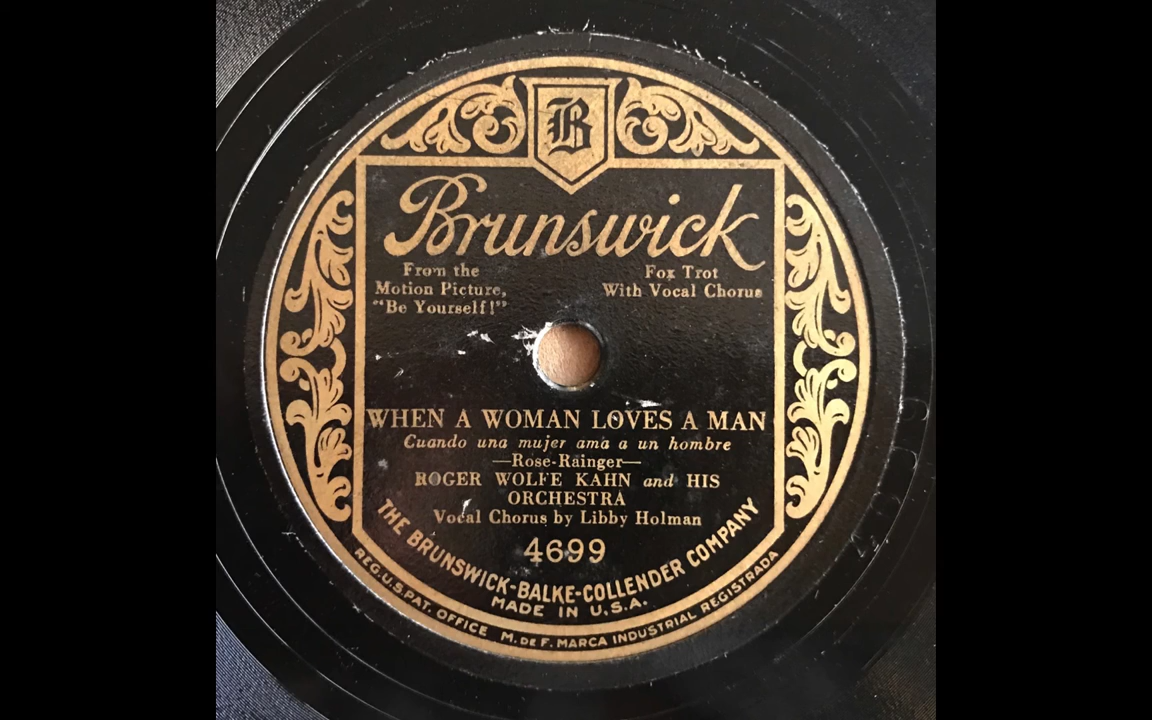 B
Brunswick
From the
Motion Picture,
"Be Yourself!"
Fox Trot
With Vocal Chorus
WHEN A WOMAN LOVES A MAN
Cuando una mujer ama a un hombre
—Rose-Rainger—
ROGER WOLFE KAHN and HIS
ORCHESTRA
Vocal Chorus by Libby Holman
4699
THE BRUNSWICK-BALKE-COLLENDER COMPANY
MADE IN U.S.A.
REG. U.S. PAT. OFFICE M. DE F. MARCA INDUSTRIAL REGISTRADA